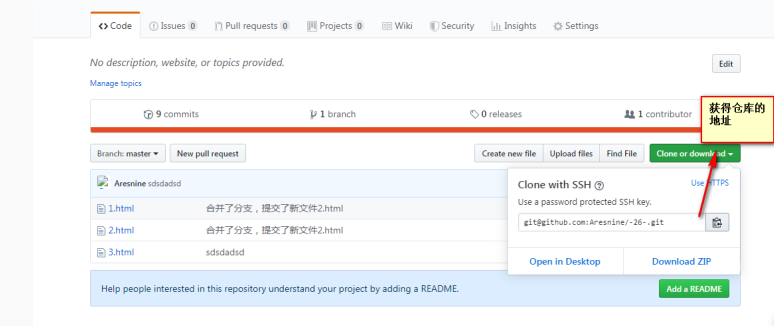 Code Issues 0 Pull requests 0 Projects 0 Wiki Security Insights Settings
No description, website, or topics provided. Edit
Manage topics
9 commits 1 branch 0 releases 1 contributor
获得仓库的
地址
Branch: master New pull request Create new file Upload files Find File Clone or download
Aresnine sdsdadsd
Clone with SSH Use HTTPS
Use a password protected SSH key.
git@github.com:Aresnine/-26-.git
1.html 合并了分支，提交了新文件2.html
2.html 合并了分支，提交了新文件2.html
3.html sdsdadsd
Open in Desktop Download ZIP
Help people interested in this repository understand your project by adding a README. Add a README